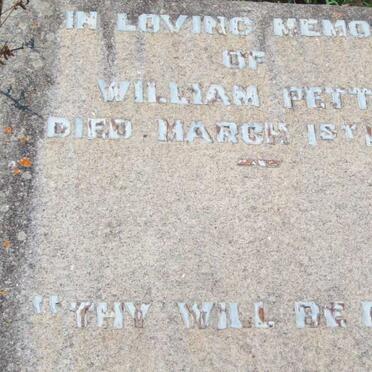 IN LOVING MEMO
OF
WILLIAM PETT
DIED MARCH 1ST
"THY WILL BE